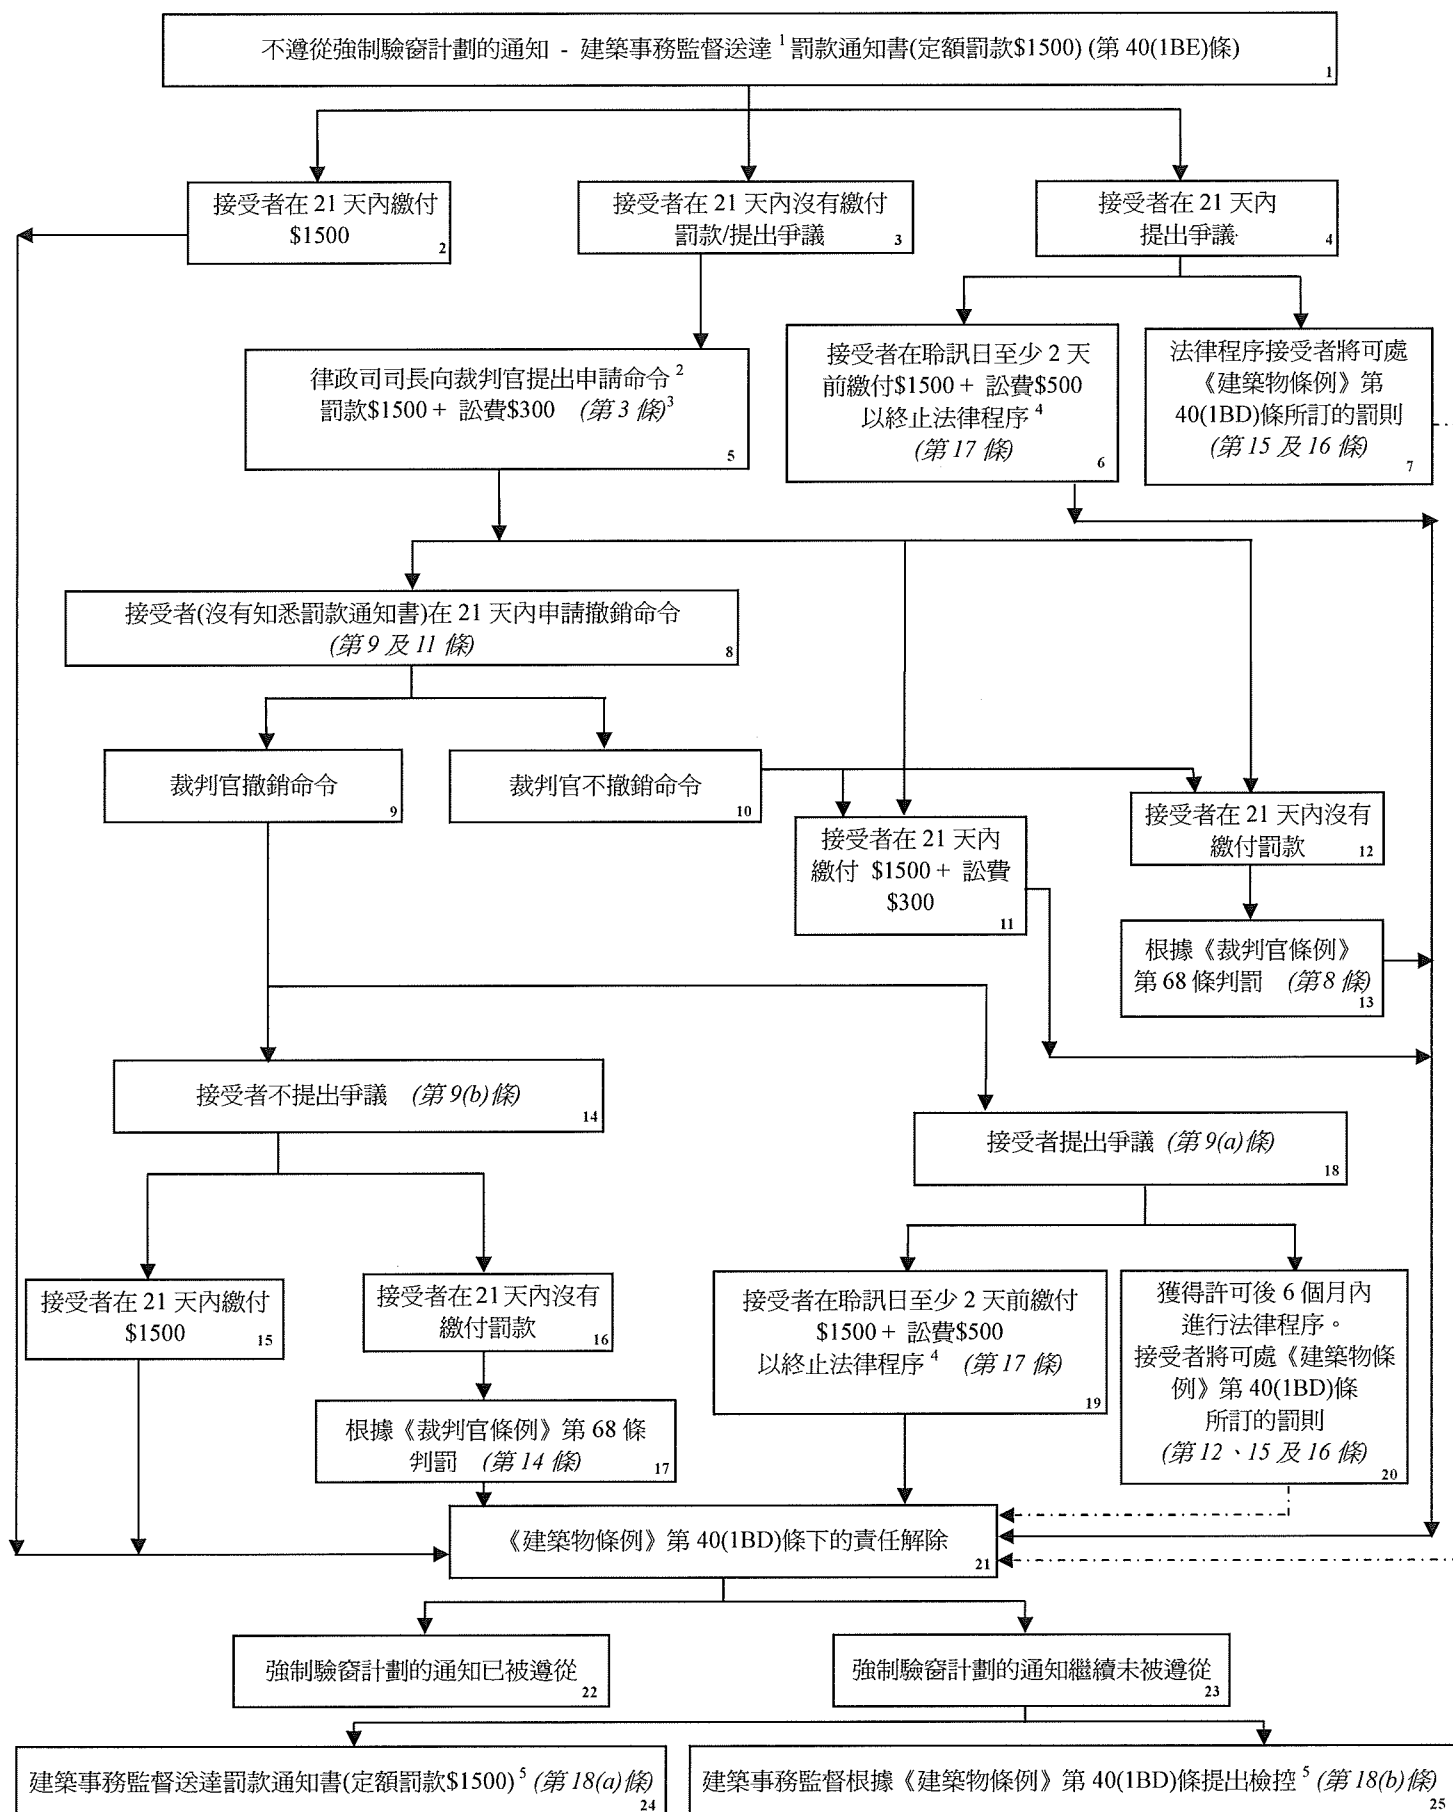 不遵從強制驗窗計劃的通知 - 建築事務監督送達 1 罰款通知書(定額罰款$1500) (第 40(1BE)條)
1
接受者在 21 天內繳付
$1500
2
接受者在 21 天內沒有繳付
罰款/提出爭議
3
接受者在 21 天內
提出爭議
4
律政司司長向裁判官提出申請命令 2
罰款$1500 + 訟費$300 (第 3 條)3
5
接受者在聆訊日至少 2 天
前繳付$1500 + 訟費$500
以終止法律程序 4
(第 17 條)
6
法律程序接受者將可處
《建築物條例》第
40(1BD)條所訂的罰則
(第 15 及 16 條)
7
接受者(沒有知悉罰款通知書)在 21 天內申請撤銷命令
(第 9 及 11 條)
8
裁判官撤銷命令
9
裁判官不撤銷命令
10
接受者在 21 天內
繳付 $1500 + 訟費
$300
11
接受者在 21 天內沒有
繳付罰款
12
根據《裁判官條例》
第 68 條判罰 (第 8 條)
13
接受者不提出爭議 (第 9(b)條)
14
接受者提出爭議 (第 9(a)條)
18
接受者在 21 天內繳付
$1500
15
接受者在 21 天內沒有
繳付罰款
16
根據《裁判官條例》第 68 條
判罰 (第 14 條)
17
接受者在聆訊日至少 2 天前繳付
$1500 + 訟費$500
以終止法律程序 4 (第 17 條)
19
獲得許可後 6 個月內
進行法律程序。
接受者將可處《建築物條
例》第 40(1BD)條
所訂的罰則
(第 12、15 及 16 條)
20
《建築物條例》第 40(1BD)條下的責任解除
21
強制驗窗計劃的通知已被遵從
22
強制驗窗計劃的通知繼續未被遵從
23
建築事務監督送達罰款通知書(定額罰款$1500) 5 (第 18(a)條)
24
建築事務監督根據《建築物條例》第 40(1BD)條提出檢控 5 (第 18(b)條)
25